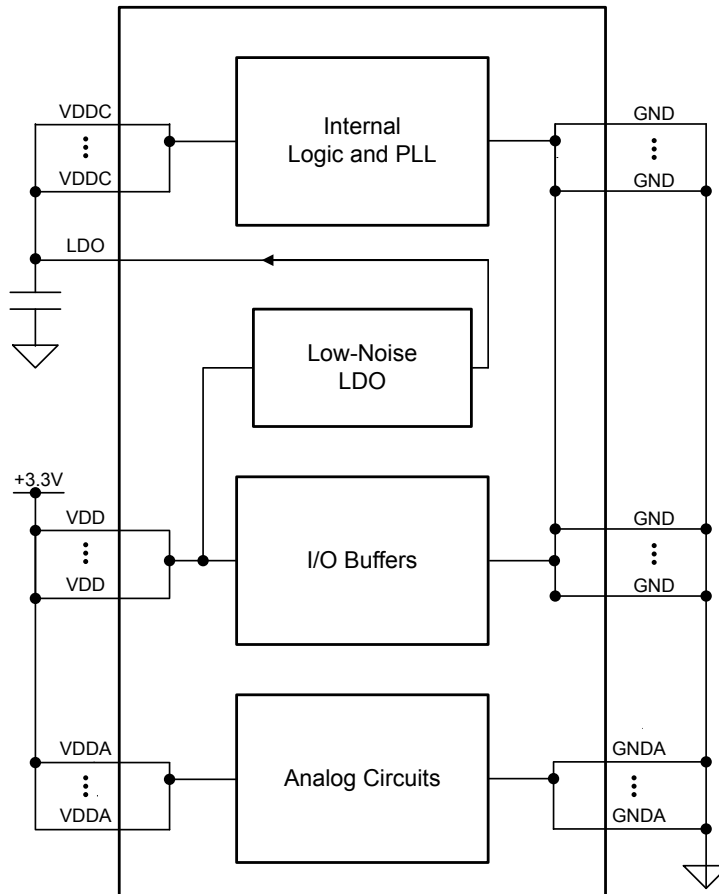 VDDC
VDDC
Internal
Logic and PLL
GND
GND
LDO
Low-Noise
LDO
+3.3V
VDD
VDD
I/O Buffers
GND
GND
VDDA
VDDA
Analog Circuits
GNDA
GNDA